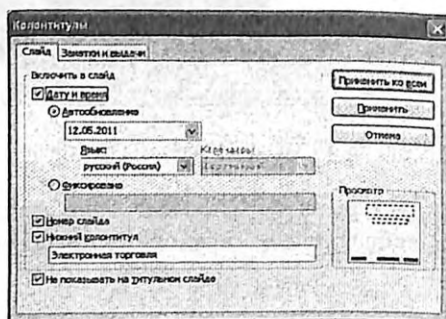 Колонтитулы
Слайд Заметки и выдачи
Включить в слайд
Дату и время
Автообновление
12.05.2011
Язык:
русский (Россия)
Фиксировано
Номер слайда
Нижний колонтитул
Электронная торговля
Не показывать на титульном слайде
Применить ко всем
Применить
Отмена
Просмотр